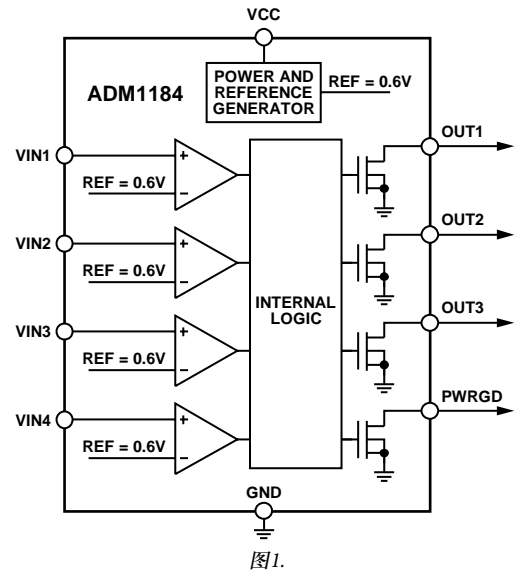 VCC
ADM1184
POWER AND
REFERENCE
GENERATOR
REF = 0.6V
VIN1
+
REF = 0.6V
−
OUT1
VIN2
+
REF = 0.6V
−
OUT2
INTERNAL
LOGIC
VIN3
+
REF = 0.6V
−
OUT3
VIN4
+
REF = 0.6V
−
PWRGD
GND
图1.